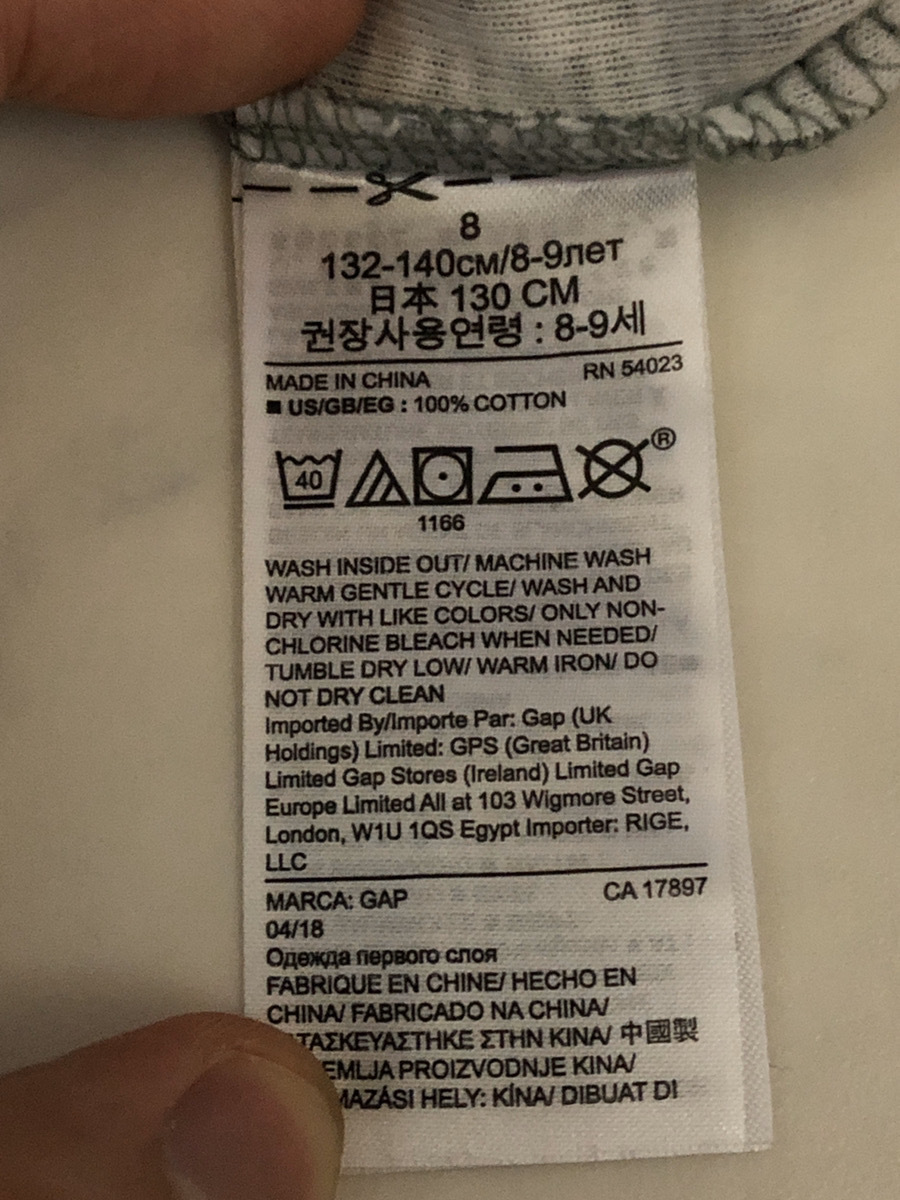 8
132-140см/8-9лет
日本 130 CM
권장사용연령 : 8-9세
MADE IN CHINA RN 54023
■ US/GB/EG : 100% COTTON
40
®
1166
WASH INSIDE OUT/ MACHINE WASH
WARM GENTLE CYCLE/ WASH AND
DRY WITH LIKE COLORS/ ONLY NON-
CHLORINE BLEACH WHEN NEEDED/
TUMBLE DRY LOW/ WARM IRON/ DO
NOT DRY CLEAN
Imported By/Importe Par: Gap (UK
Holdings) Limited: GPS (Great Britain)
Limited Gap Stores (Ireland) Limited Gap
Europe Limited All at 103 Wigmore Street,
London, W1U 1QS Egypt Importer: RIGE,
LLC
MARCA: GAP CA 17897
04/18
Одежда первого слоя
FABRIQUE EN CHINE/ HECHO EN
CHINA/ FABRICADO NA CHINA/
ΣΤΗΝ ΚΙΝΑ/ 中國製
PROIZVODNJE KINA/
HELY: KÍNA/ DIBUAT DI